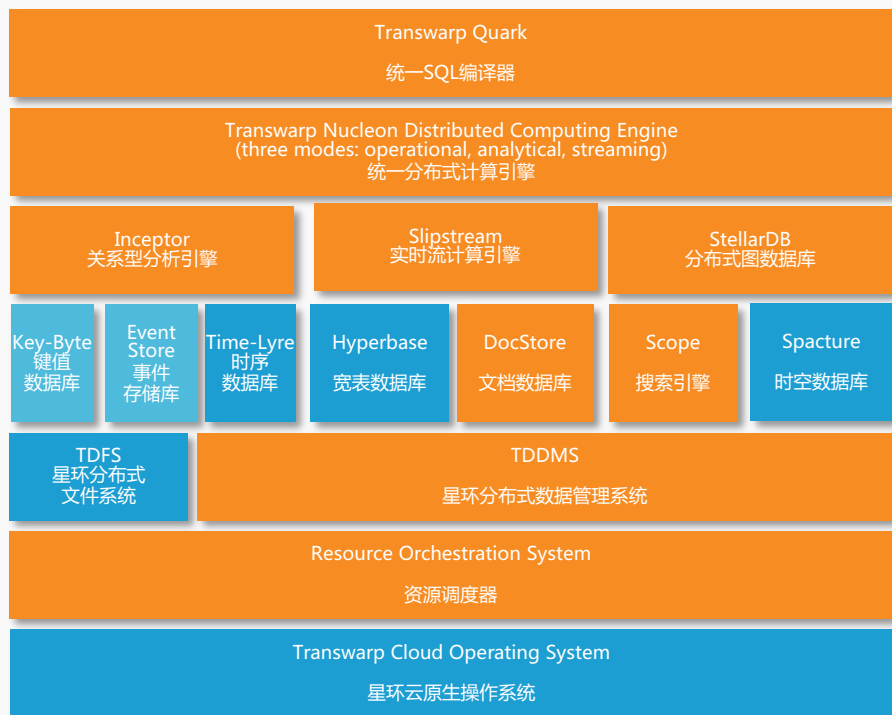 Transwarp Quark
统一SQL编译器
Transwarp Nucleon Distributed Computing Engine
(three modes: operational, analytical, streaming)
统一分布式计算引擎
Inceptor
关系型分析引擎
Slipstream
实时流计算引擎
StellarDB
分布式图数据库
Key-Byte
键值
数据库
Event
Store
事件
存储库
Time-Lyre
时序
数据库
Hyperbase
宽表数据库
DocStore
文档数据库
Scope
搜索引擎
Spacture
时空数据库
TDFS
星环分布式
文件系统
TDDMS
星环分布式数据管理系统
Resource Orchestration System
资源调度器
Transwarp Cloud Operating System
星环云原生操作系统